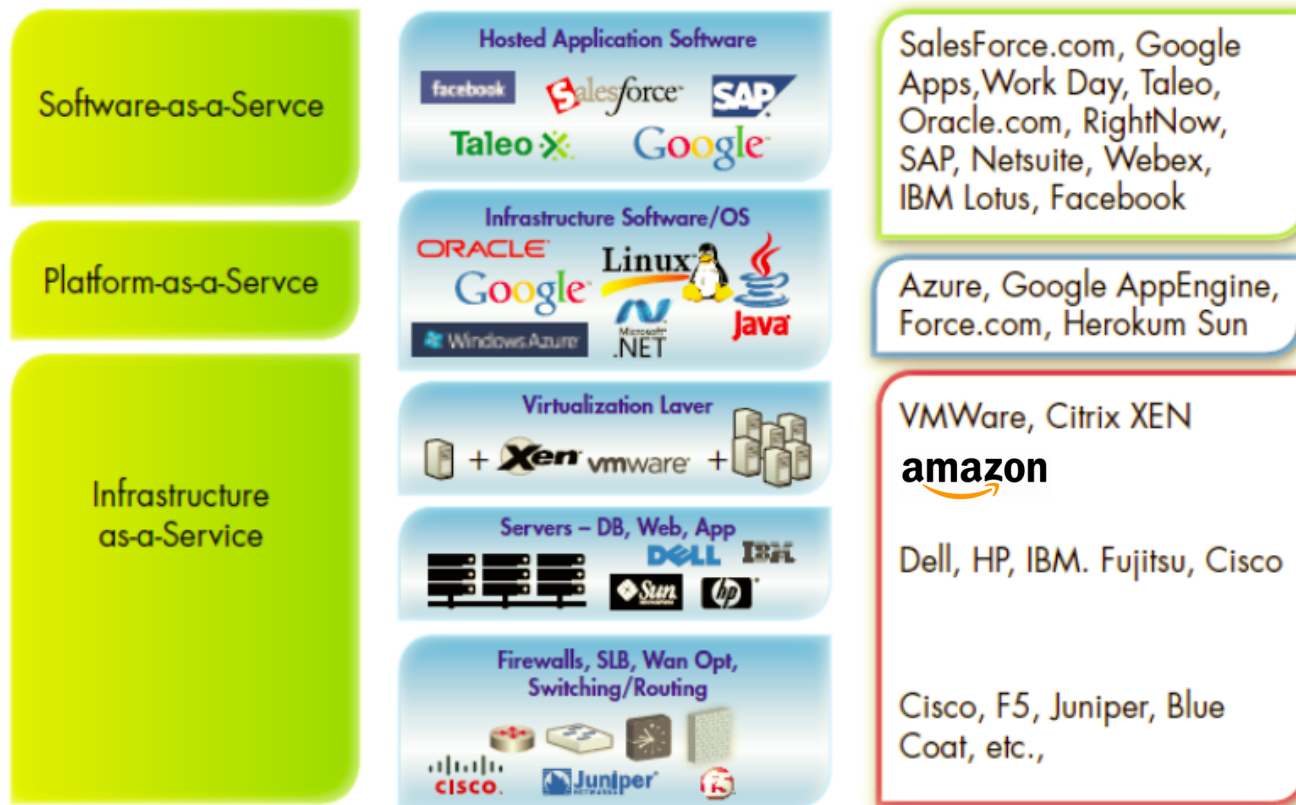 Software-as-a-Servce
Hosted Application Software
facebook
Salesforce
SAP
Taleo
Google
SalesForce.com, Google
Apps,Work Day, Taleo,
Oracle.com, RightNow,
SAP, Netsuite, Webex,
IBM Lotus, Facebook
Platform-as-a-Servce
Infrastructure Software/OS
ORACLE
Google
Linux
Java
Windows Azure
Microsoft
.NET
Azure, Google AppEngine,
Force.com, Herokum Sun
Infrastructure
as-a-Service
Virtualization Laver
+ Xen vmware +
VMWare, Citrix XEN
amazon
Servers – DB, Web, App
DELL IBM
Sun
hp
Dell, HP, IBM. Fujitsu, Cisco
Firewalls, SLB, Wan Opt,
Switching/Routing
CISCO.
Juniper
F5
Cisco, F5, Juniper, Blue
Coat, etc.,